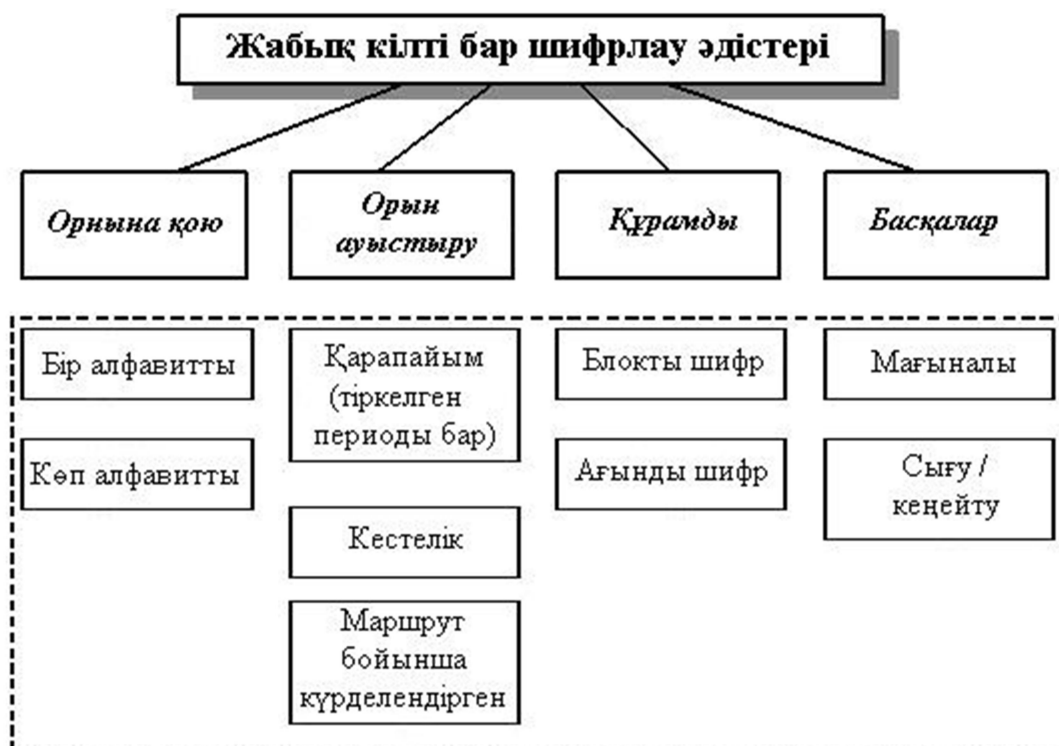 Жабық кілті бар шифрлау әдістері
Орнына қою
Орын
ауыстыру
Құрамды
Басқалар
Бір алфавитты
Көп алфавитты
Қарапайым
(тіркелген
периоды бар)
Кестелік
Маршрут
бойынша
күрделендірген
Блокты шифр
Ағынды шифр
Мағыналы
Сығу /
кеңейту